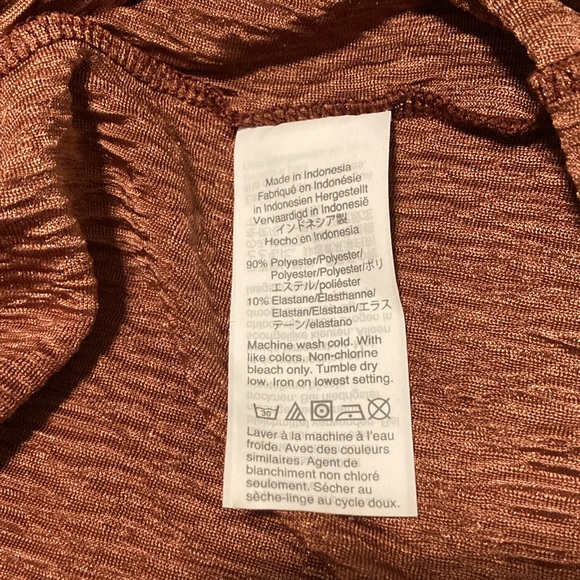 Made in Indonesia
Fabriqué en Indonésie
in Indonesien Hergestellt
Vervaardigd in Indonesië
インドネシア製
Hecho en Indonesia
90% Polyester/Polyester/
Polyester/Polyester/ポリ
エステル/poliéster
10% Elastane/Élasthanne/
Elastan/Elastaan/エラス
テーン/elastano
Machine wash cold. With
like colors. Non-chlorine
bleach only. Tumble dry
low. Iron on lowest setting.
30
Laver à la machine à l'eau
froide. Avec des couleurs
similaires. Agent de
blanchiment non chloré
seulement. Sécher au
sèche-linge au cycle doux.